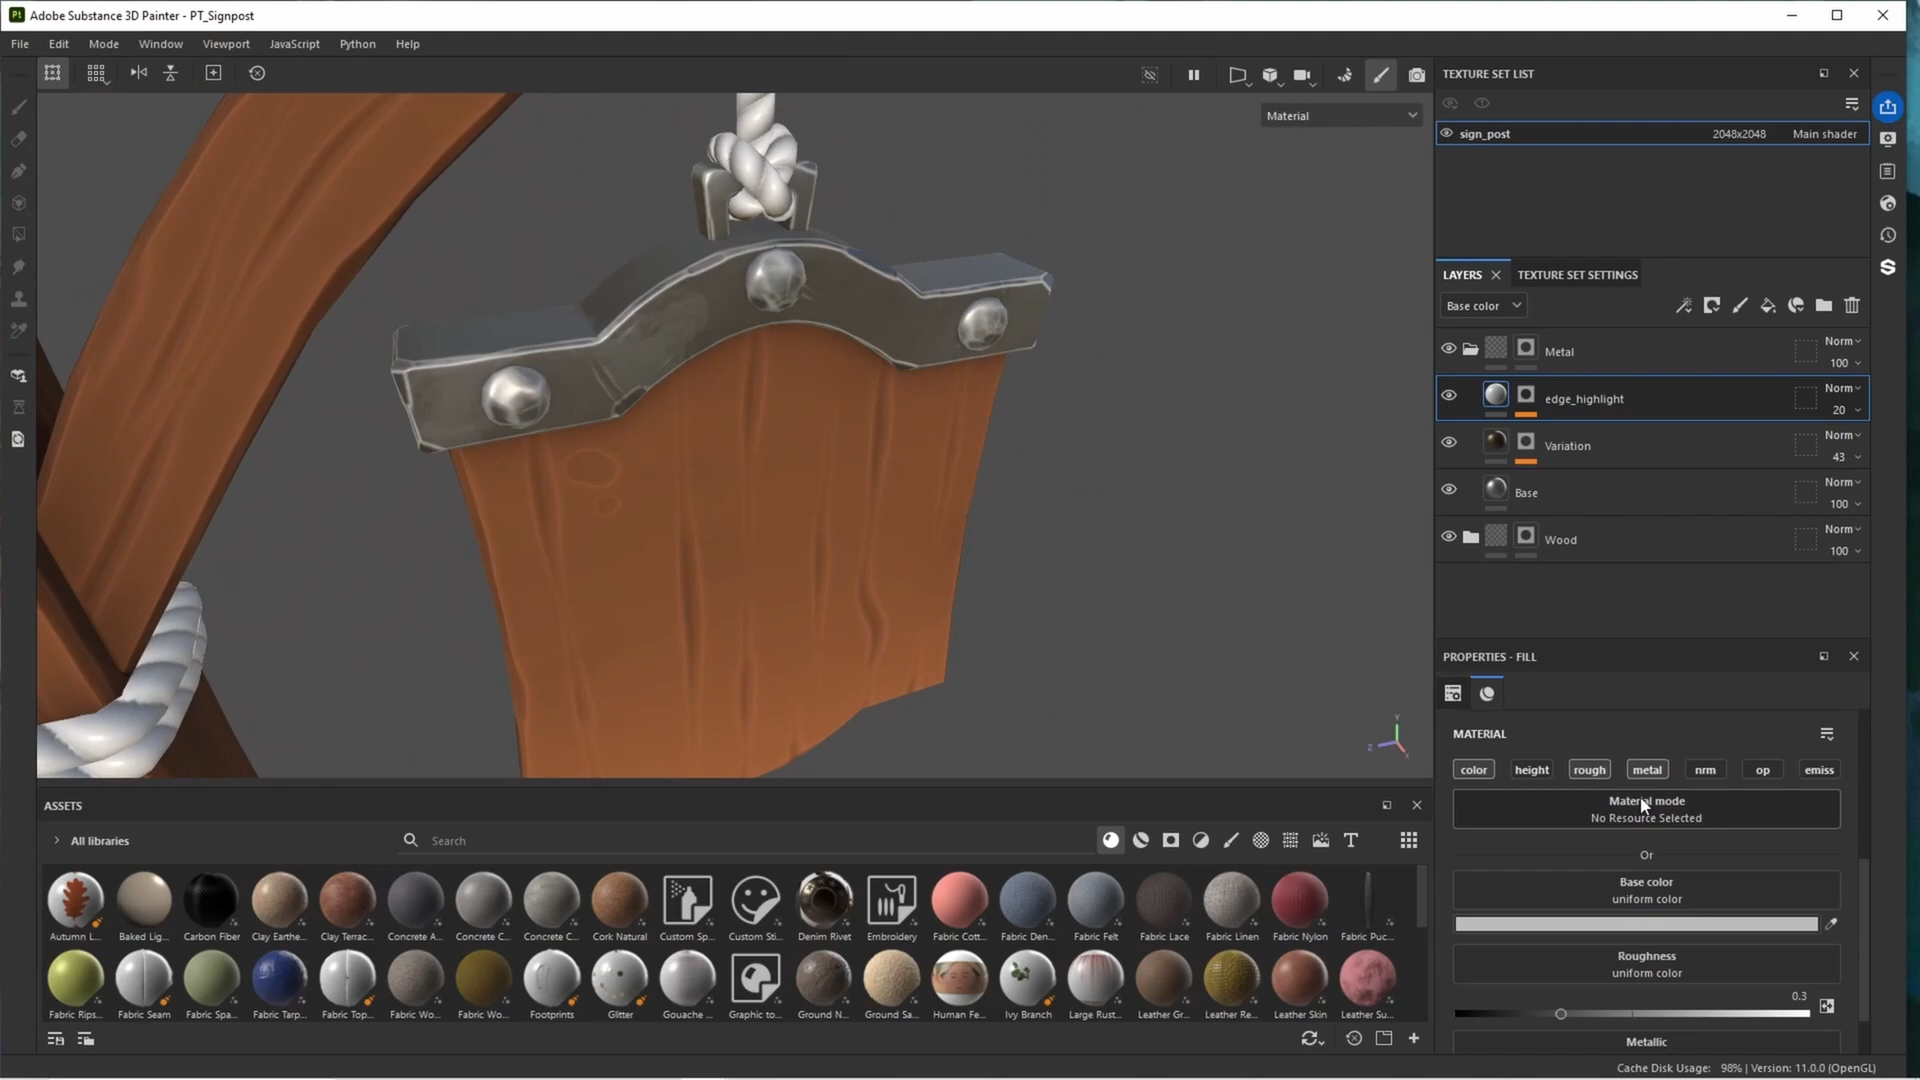 Pt Adobe Substance 3D Painter - PT_Signpost
File Edit Mode Window Viewport JavaScript Python Help
Material
TEXTURE SET LIST
sign_post 2048x2048 Main shader
LAYERS TEXTURE SET SETTINGS
Base color
Metal Norm 100
edge_highlight Norm 20
Variation Norm 43
Base Norm 100
Wood Norm 100
PROPERTIES - FILL
MATERIAL
color height rough metal nrm op emiss
Material mode
No Resource Selected
Or
Base color
uniform color
Roughness
uniform color
0.3
Metallic
Y
Z
X
ASSETS
All libraries Search
Autumn L... Baked Lig... Carbon Fiber Clay Earthe... Clay Terrac... Concrete A... Concrete C... Concrete C... Cork Natural Custom Sp... Custom Sti... Denim Rivet Embroidery Fabric Cott... Fabric Den... Fabric Felt Fabric Lace Fabric Linen Fabric Nylon Fabric Puc...
Fabric Rips... Fabric Seam Fabric Spa... Fabric Tarp... Fabric Top... Fabric Wo... Fabric Wo... Footprints Glitter Gouache ... Graphic to... Ground N... Ground Sa... Human Fe... Ivy Branch Large Rust... Leather Gr... Leather Re... Leather Skin Leather Su...
Cache Disk Usage: 98% | Version: 11.0.0 (OpenGL)